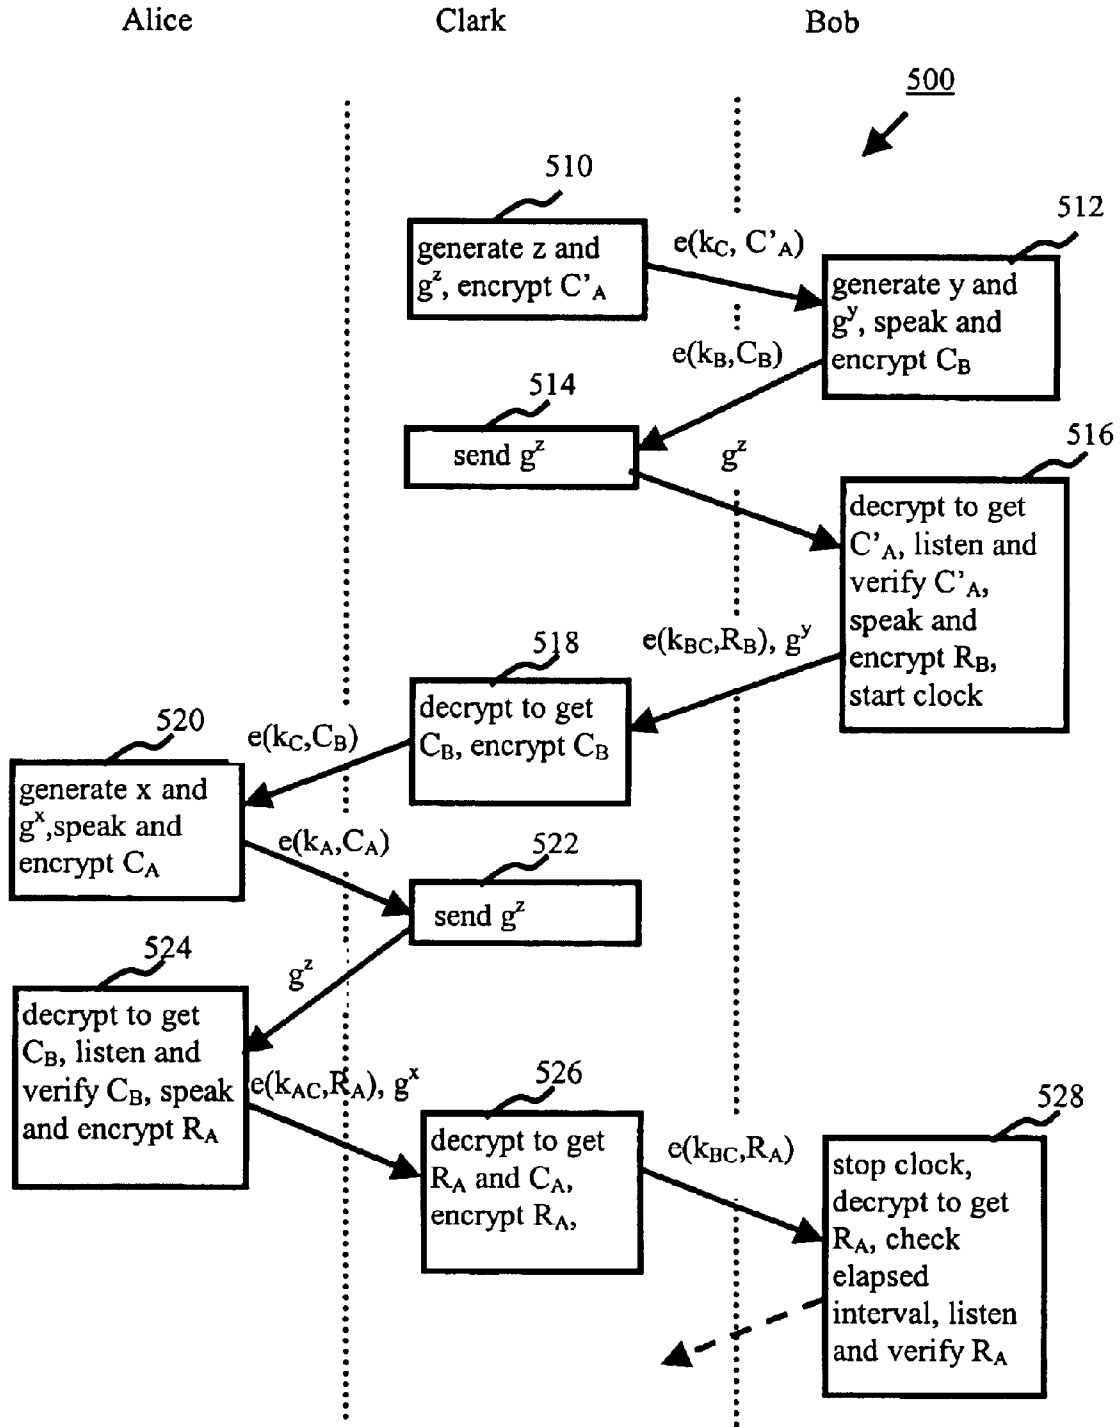 Alice Clark Bob
500
510
generate z and
g^z, encrypt C'_A
e(k_C, C'_A)
512
generate y and
g^y, speak and
encrypt C_B
e(k_B,C_B)
514
send g^z
g^z
516
decrypt to get
C'_A, listen and
verify C'_A,
speak and
encrypt R_B,
start clock
e(k_BC,R_B), g^y
518
decrypt to get
C_B, encrypt C_B
e(k_C,C_B)
520
generate x and
g^x,speak and
encrypt C_A
e(k_A,C_A)
522
send g^z
g^z
524
decrypt to get
C_B, listen and
verify C_B, speak
and encrypt R_A
e(k_AC,R_A), g^x
526
decrypt to get
R_A and C_A,
encrypt R_A,
e(k_BC,R_A)
528
stop clock,
decrypt to get
R_A, check
elapsed
interval, listen
and verify R_A